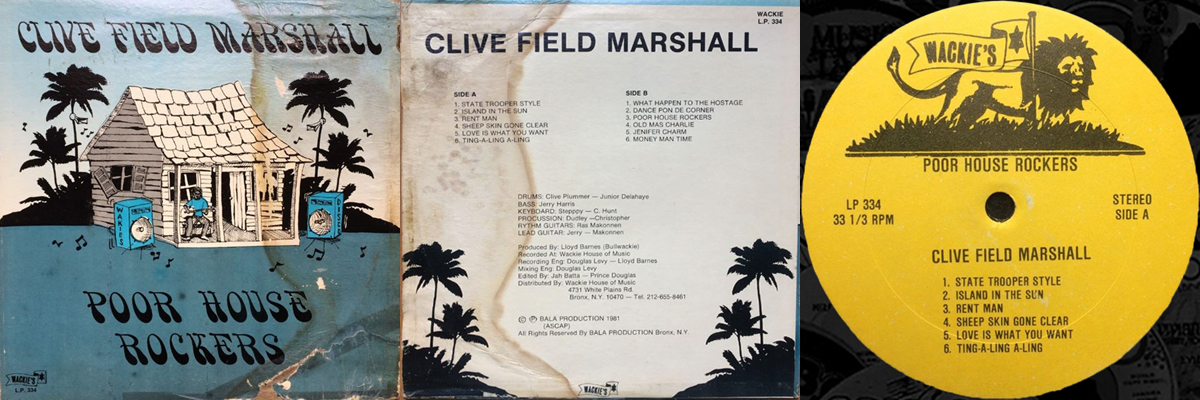 CLIVE FIELD MARSHALL
WAKIES
DISCO
POOR HOUSE
ROCKERS
WACKIE'S
L.P. 334
WACKIE
L.P. 334
CLIVE FIELD MARSHALL
SIDE A
1. STATE TROOPER STYLE
2. ISLAND IN THE SUN
3. RENT MAN
4. SHEEP SKIN GONE CLEAR
5. LOVE IS WHAT YOU WANT
6. TING-A-LING A-LING
SIDE B
1. WHAT HAPPEN TO THE HOSTAGE
2. DANCE PON DE CORNER
3. POOR HOUSE ROCKERS
4. OLD MAS CHARLIE
5. JENIFER CHARM
6. MONEY MAN TIME
DRUMS: Clive Plummer — Junior Delahaye
BASS: Jerry Harris
KEYBOARD: Stepppy — C. Hunt
PROCUSSION: Dudley —Christopher
RYTHM GUITARS: Ras Makonnen
LEAD GUITAR: Jerry — Makonnen
Produced By: Lloyd Barnes (Bullwackie)
Recorded At: Wackie House of Music
Recording Eng: Douglas Levy — Lloyd Barnes
Mixing Eng: Douglas Levy
Edited By: Jah Batta — Prince Douglas
Distributed By: Wackie House of Music
4731 White Plains Rd.
Bronx, N.Y. 10470 — Tel. 212-655-8461
© ℗ BALA PRODUCTION 1981
(ASCAP)
All Rights Reserved By BALA PRODUCTION Bronx, N.Y.
WACKIE'S
WACKIE'S
POOR HOUSE ROCKERS
LP 334
33 1/3 RPM
STEREO
SIDE A
CLIVE FIELD MARSHALL
1. STATE TROOPER STYLE
2. ISLAND IN THE SUN
3. RENT MAN
4. SHEEP SKIN GONE CLEAR
5. LOVE IS WHAT YOU WANT
6. TING-A-LING A-LING